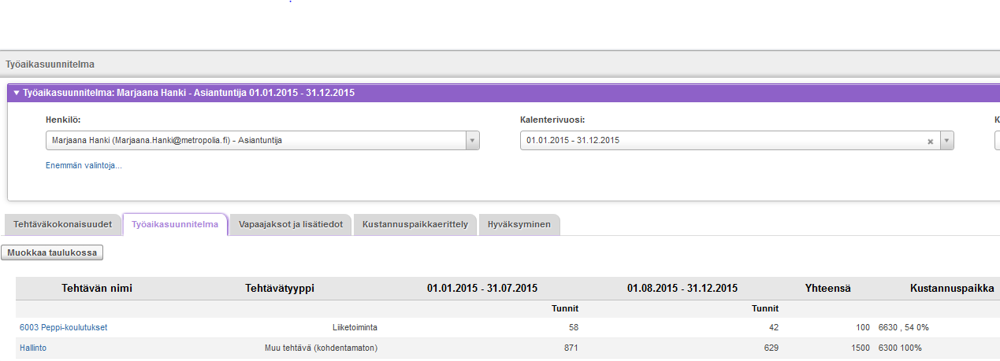 Työaikasuunnitelma
Työaikasuunnitelma: Marjaana Hanki - Asiantuntija 01.01.2015 - 31.12.2015
Henkilö: Kalenterivuosi: K
Marjaana Hanki (Marjaana.Hanki@metropolia.fi) - Asiantuntija 01.01.2015 - 31.12.2015
Enemmän valintoja...
Tehtäväkokonaisuudet Työaikasuunnitelma Vapaajaksot ja lisätiedot Kustannuspaikkaerittely Hyväksyminen
Muokkaa taulukossa
Tehtävän nimi Tehtävätyyppi 01.01.2015 - 31.07.2015 01.08.2015 - 31.12.2015 Yhteensä Kustannuspaikka
Tunnit Tunnit
6003 Peppi-koulutukset Liiketoiminta 58 42 100 6630 , 54 0%
Hallinto Muu tehtävä (kohdentamaton) 871 629 1500 6300 100%